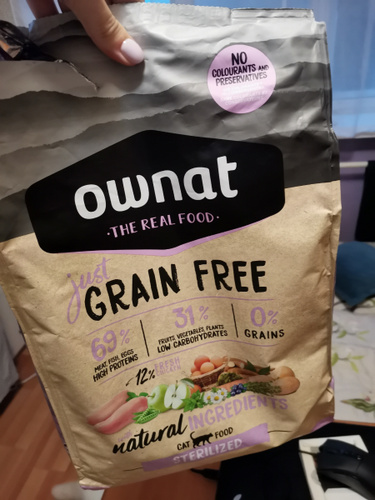 NO
COLOURANTS AND
PRESERVATIVES
ownat
·THE REAL FOOD·
just
GRAIN FREE
69%
MEAT, FISH, EGGS
HIGH PROTEINS
31%
FRUITS, VEGETABLES, PLANTS
LOW CARBOHYDRATES
0%
GRAINS
12% FRESH
natural INGREDIENTS
CAT FOOD
STERILIZED